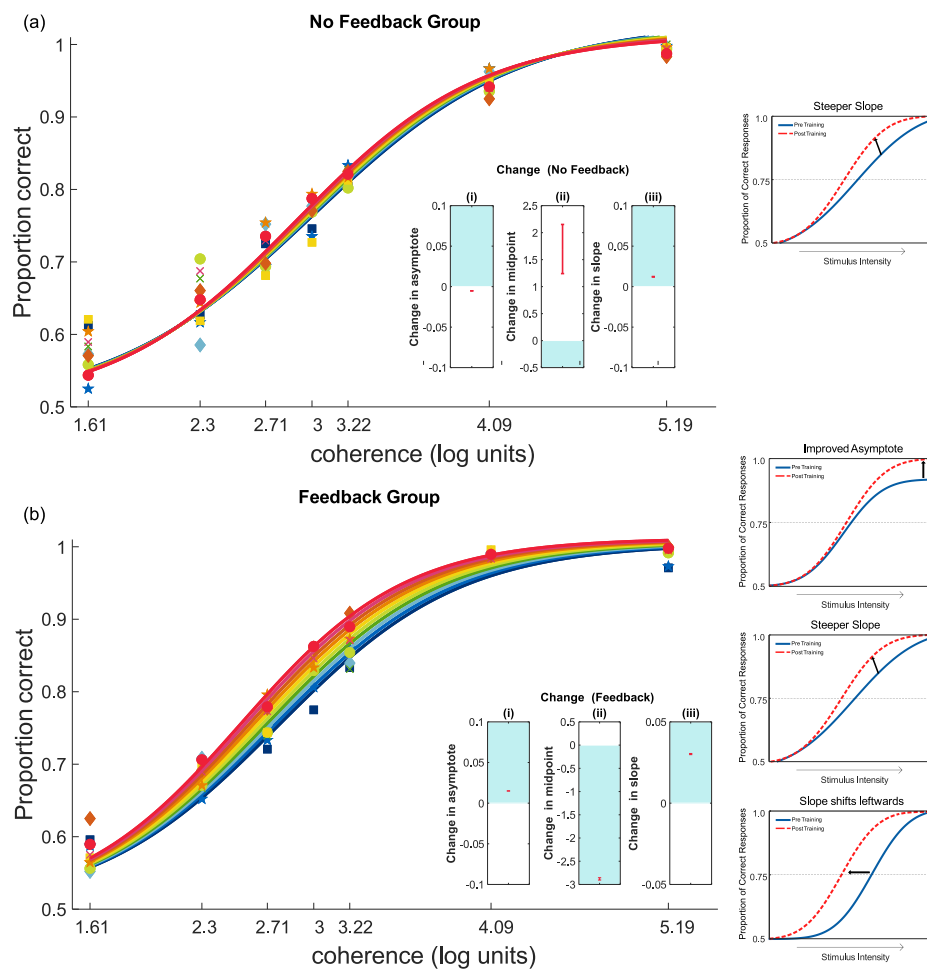 (a)
No Feedback Group
Proportion correct
1
0.9
0.8
0.7
0.6
0.5
1.61
2.3
2.71
3
3.22
4.09
5.19
coherence (log units)
Change (No Feedback)
(i)
Change in asymptote
0.1
0.05
0
-0.05
-0.1
(ii)
Change in midpoint
2.5
2
1.5
1
0.5
0
-0.5
(iii)
Change in slope
0.1
0.05
0
-0.05
-0.1
Steeper Slope
Proportion of Correct Responses
1.0
0.75
0.5
Pre Training
Post Training
Stimulus Intensity
(b)
Feedback Group
Proportion correct
1
0.9
0.8
0.7
0.6
0.5
1.61
2.3
2.71
3
3.22
4.09
5.19
coherence (log units)
Change (Feedback)
(i)
Change in asymptote
0.1
0.05
0
-0.05
-0.1
(ii)
Change in midpoint
0.5
0
-0.5
-1
-1.5
-2
-2.5
-3
(iii)
Change in slope
0.05
0
-0.05
Improved Asymptote
Proportion of Correct Responses
1.0
0.75
0.5
Pre Training
Post Training
Stimulus Intensity
Steeper Slope
Proportion of Correct Responses
1.0
0.75
0.5
Pre Training
Post Training
Stimulus Intensity
Slope shifts leftwards
Proportion of Correct Responses
1.0
0.75
0.5
Pre Training
Post Training
Stimulus Intensity